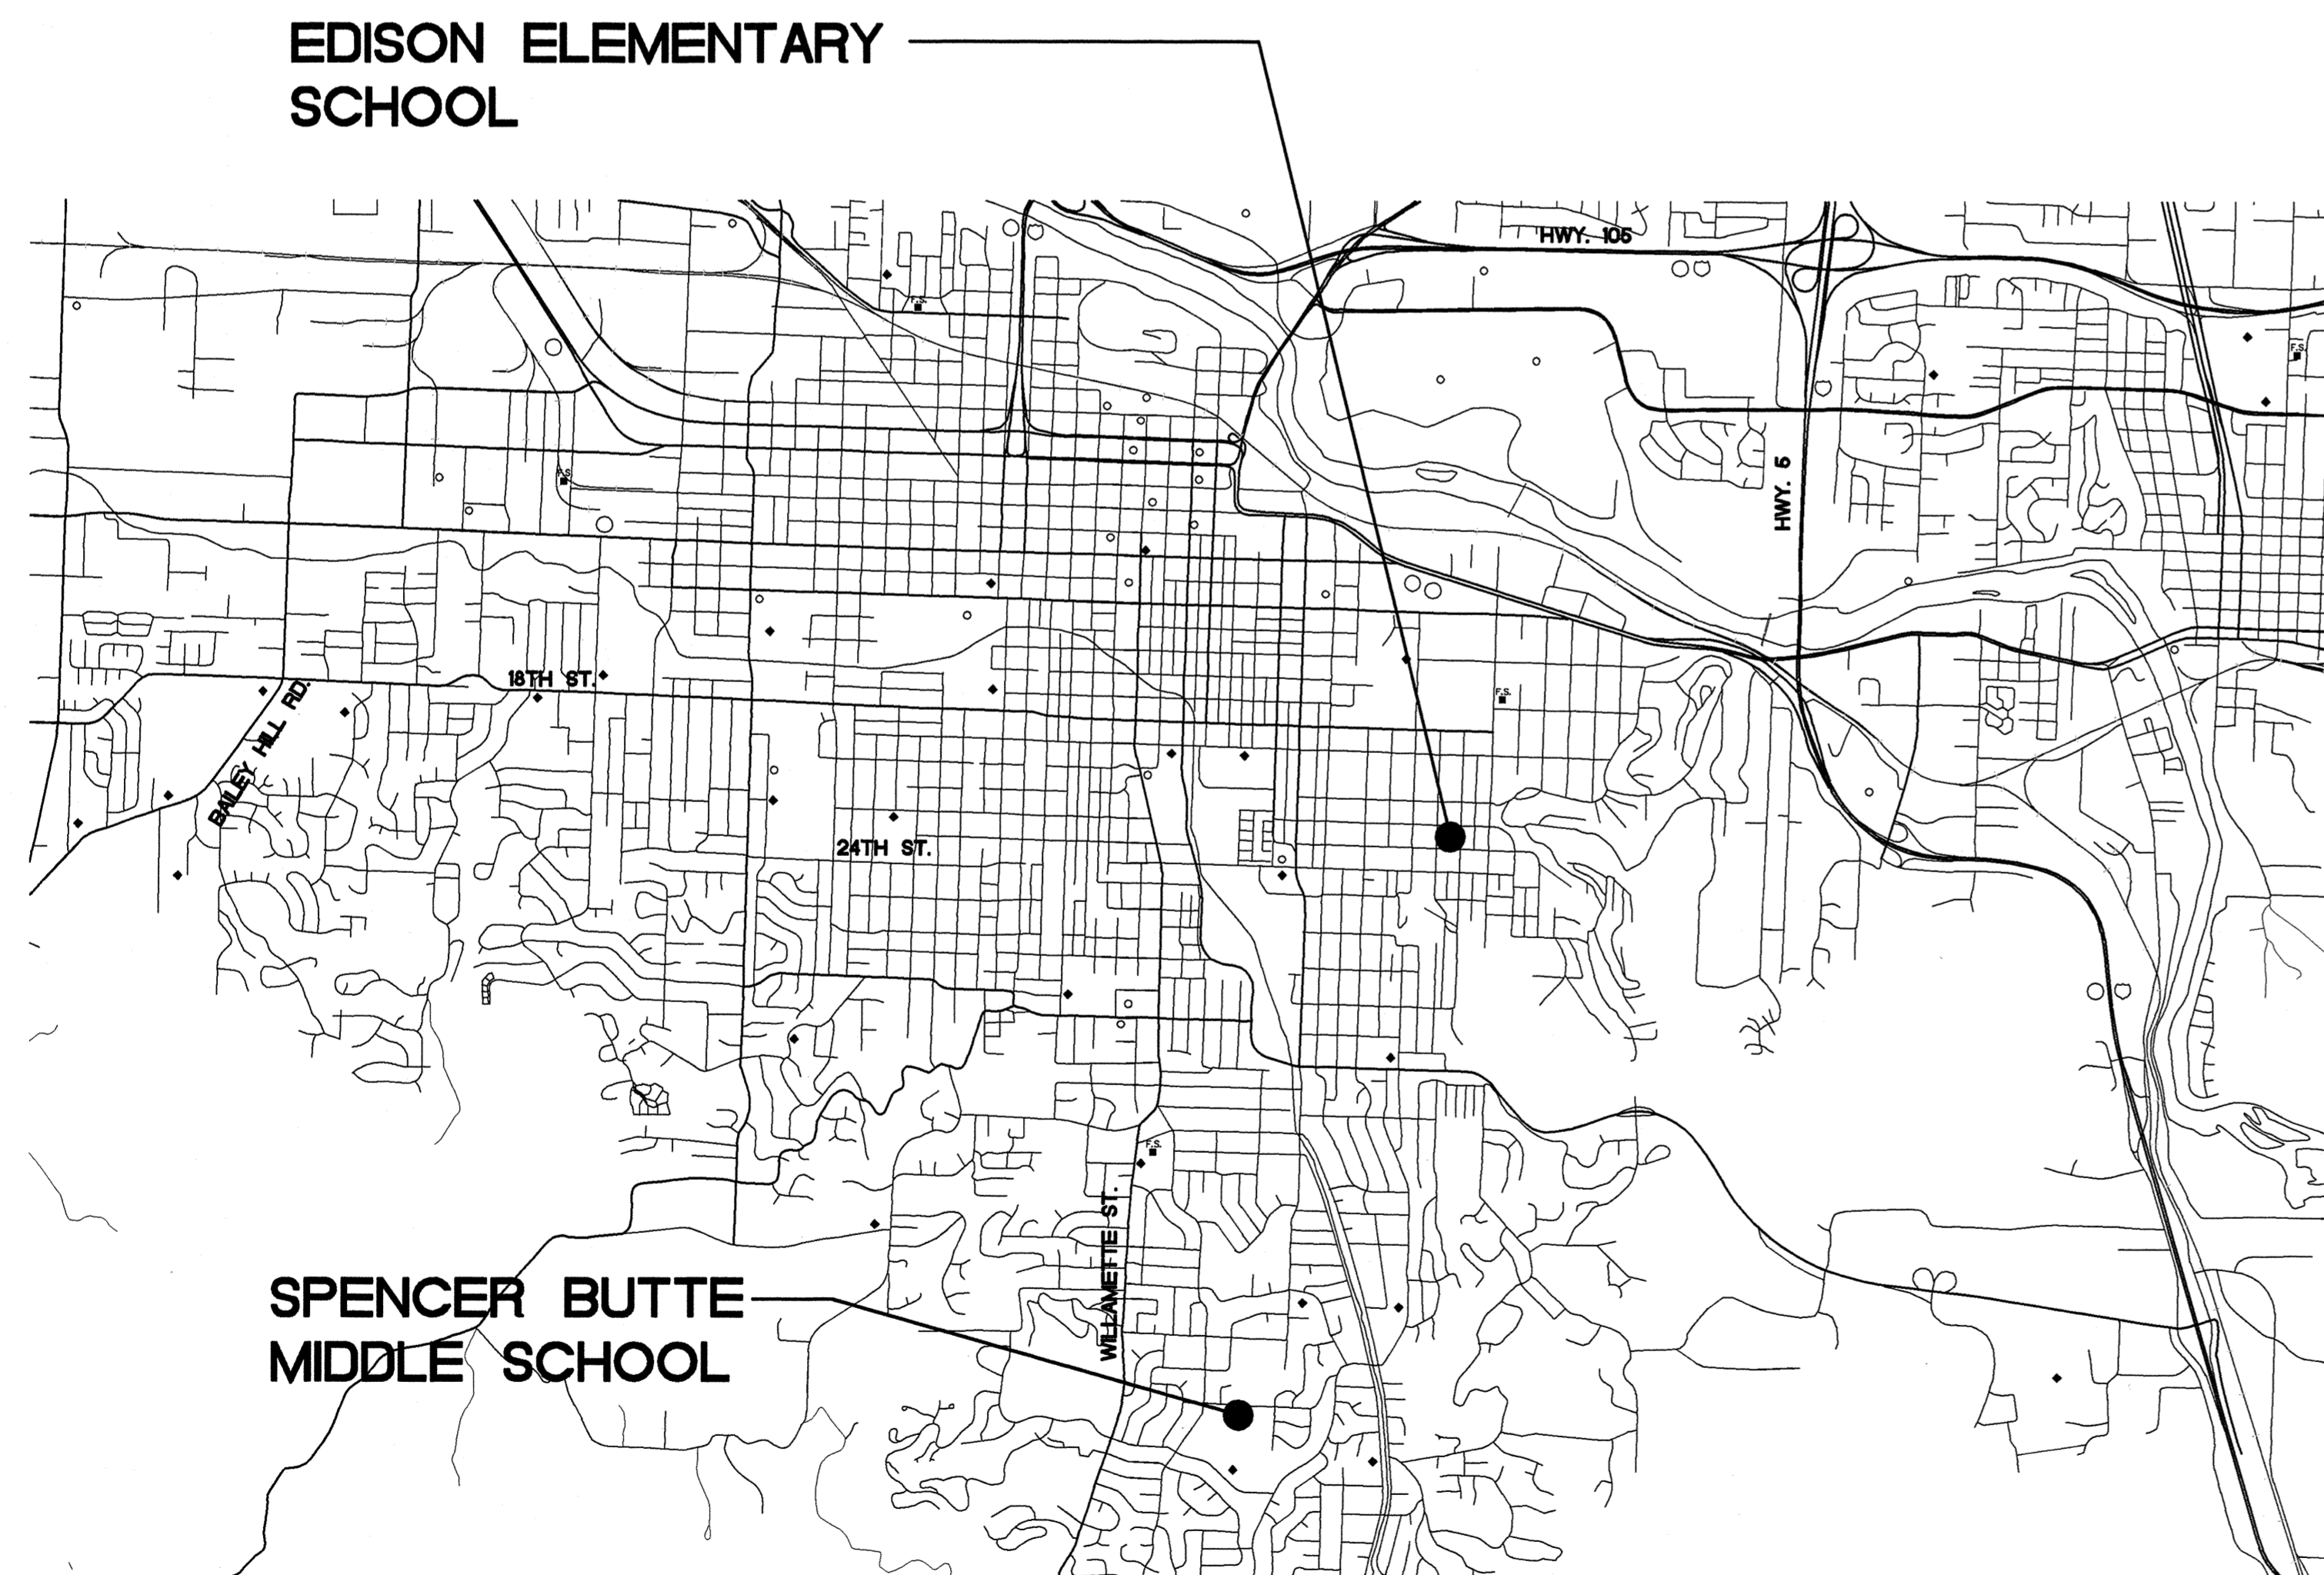 EDISON ELEMENTARY
SCHOOL
HWY. 105
F.S.
F.S.
F.S.
HWY. 5
18TH ST.
F.S.
BAILEY HILL RD.
24TH ST.
F.S.
WILLAMETTE ST.
SPENCER BUTTE
MIDDLE SCHOOL